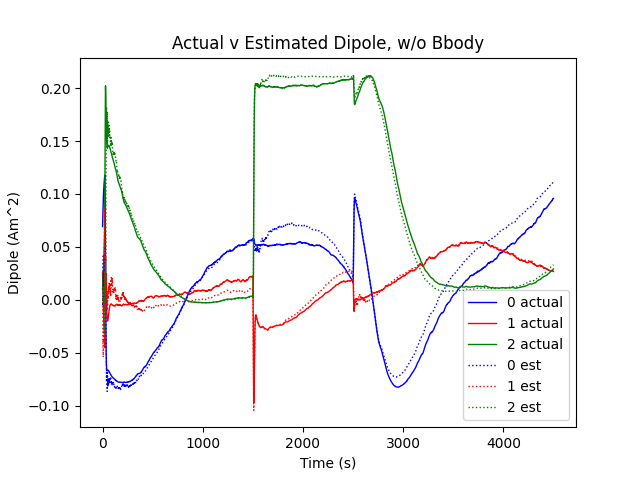 Actual v Estimated Dipole, w/o Bbody
Dipole (Am^2)
0.20
0.15
0.10
0.05
0.00
−0.05
−0.10
0 actual
1 actual
2 actual
0 est
1 est
2 est
0
1000
2000
3000
4000
Time (s)